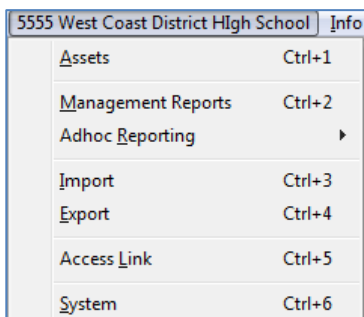 5555 West Coast District HIgh School Info
Assets Ctrl+1
Management Reports Ctrl+2
Adhoc Reporting
Import Ctrl+3
Export Ctrl+4
Access Link Ctrl+5
System Ctrl+6